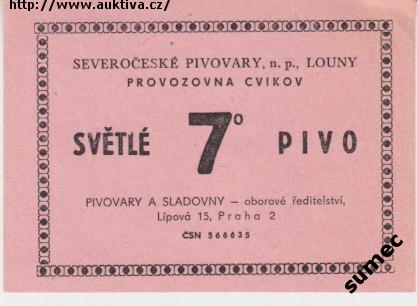 http://www.auktiva.cz/
SEVEROČESKÉ PIVOVARY, n. p., LOUNY
PROVOZOVNA CVIKOV
SVĚTLÉ 7° PIVO
PIVOVARY A SLADOVNY — oborové ředitelství,
Lípová 15, Praha 2
ČSN 566635
sumec